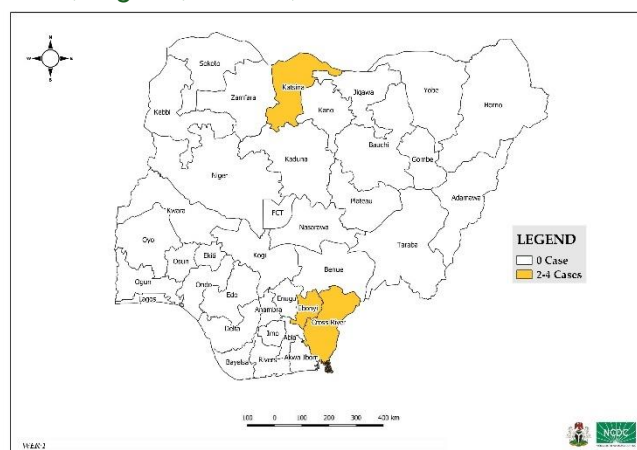 Sokoto
Katsina
Zamfara
Kebbi
Kano
Jigawa
Yobe
Borno
Bauchi
Gombe
Kaduna
Niger
Adamawa
Plateau
Kwara
FCT
Nasarawa
Taraba
Oyo
Osun
Ekiti
Kogi
Benue
Ogun
Lagos
Ondo
Edo
Enugu
Ebonyi
Anambra
Cross River
Delta
Imo
Abia
Bayelsa
Rivers
Akwa Ibom
LEGEND
0 Case
2-4 Cases
100 0 100 200 300 400 km
NCDC